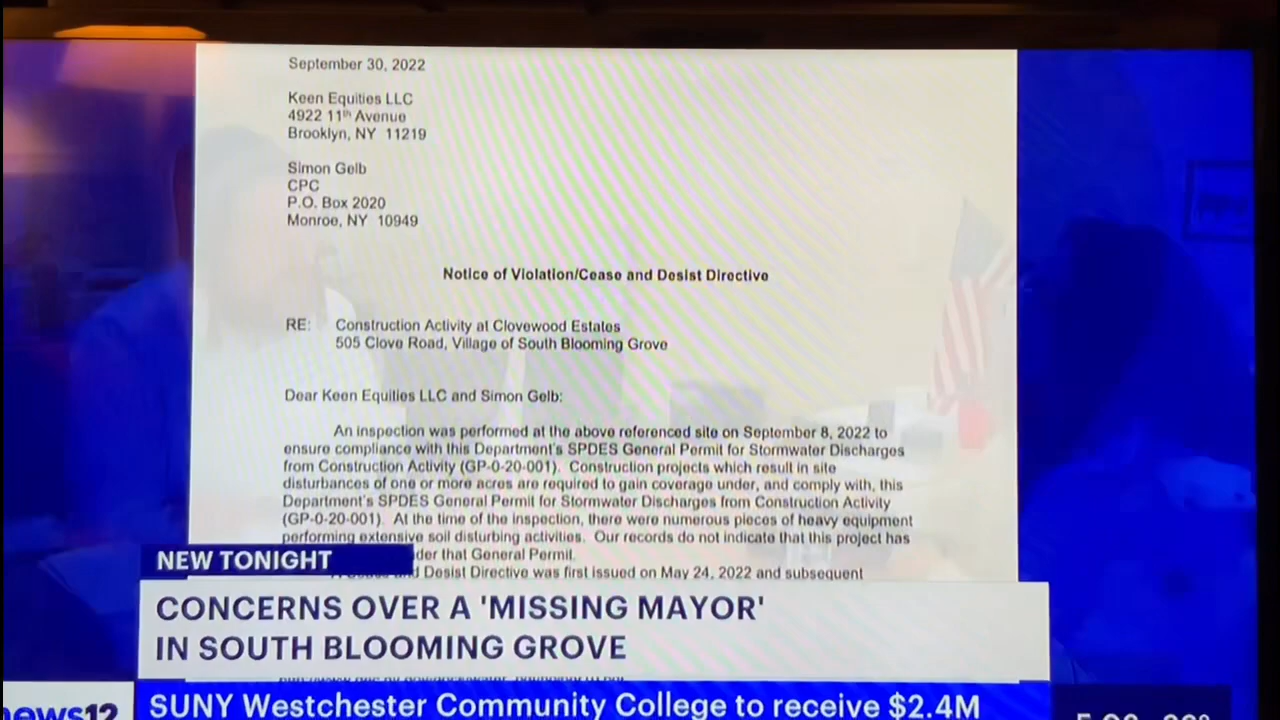 September 30, 2022
Keen Equities LLC
4922 11th Avenue
Brooklyn, NY 11219
Simon Gelb
CPC
P.O. Box 2020
Monroe, NY 10949
Notice of Violation/Cease and Desist Directive
RE: Construction Activity at Clovewood Estates
505 Clove Road, Village of South Blooming Grove
Dear Keen Equities LLC and Simon Gelb:
An inspection was performed at the above referenced site on September 8, 2022 to
ensure compliance with this Department's SPDES General Permit for Stormwater Discharges
from Construction Activity (GP-0-20-001). Construction projects which result in site
disturbances of one or more acres are required to gain coverage under, and comply with, this
Department's SPDES General Permit for Stormwater Discharges from Construction Activity
(GP-0-20-001). At the time of the inspection, there were numerous pieces of heavy equipment
performing extensive soil disturbing activities. Our records do not indicate that this project has
that General Permit.
Desist Directive was first issued on May 24, 2022 and subsequent
NEW TONIGHT
CONCERNS OVER A 'MISSING MAYOR'
IN SOUTH BLOOMING GROVE
news12
SUNY Westchester Community College to receive $2.4M